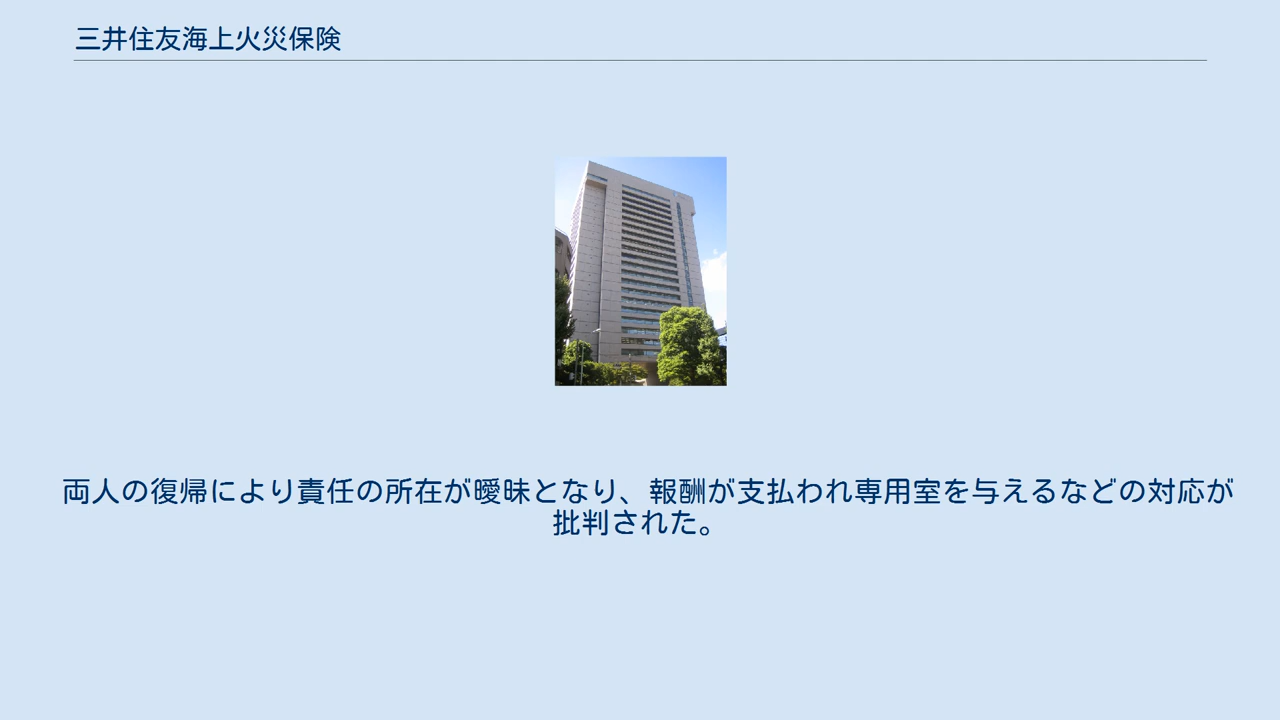 三井住友海上火災保険
両人の復帰により責任の所在が曖昧となり、報酬が支払われ専用室を与えるなどの対応が
批判された。